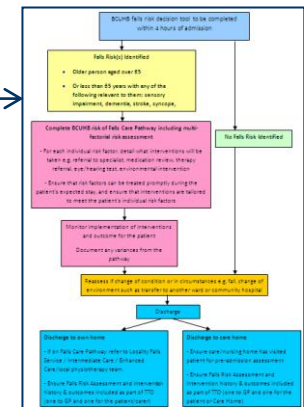 BCUHB falls risk decision tool to be completed
within 4 hours of admission
Falls Risk(s) Identified
• Older person aged over 65
• Or less than 65 years with any of the
following relevant to them: sensory
impairment, dementia, stroke, syncope,
No Falls Risk Identified
Complete BCUHB risk of Falls Care Pathway including multi-
factorial risk assessment
- For each individual risk factor, detail what interventions will be
taken e.g. referral to specialist, medication review, therapy
referral, eye/hearing test, environmental intervention
- Ensure that risk factors can be treated promptly during the
patient's expected stay, and ensure that interventions are tailored
to meet the patient's individual risk factors
Monitor implementation of interventions
and outcome for the patient
Document any variances from the
pathway
Reassess if change of condition or in circumstances e.g. fall, change of
environment such as transfer to another ward or community hospital
Discharge
Discharge to own home
- If on Falls Care Pathway refer to Locality Falls
Service / Intermediate Care / Enhanced
Care/local physiotherapy team.
- Ensure Falls Risk Assessment and Intervention
history & outcomes included as part of TTO
(one to GP and one for the patient/carer)
Discharge to care home
- Ensure care/nursing home has visited
patient for pre-admission assessment
- Ensure Falls Risk Assessment and Intervention
history & outcomes included as part of TTO
(one to GP and one for the
patient or Care Home)